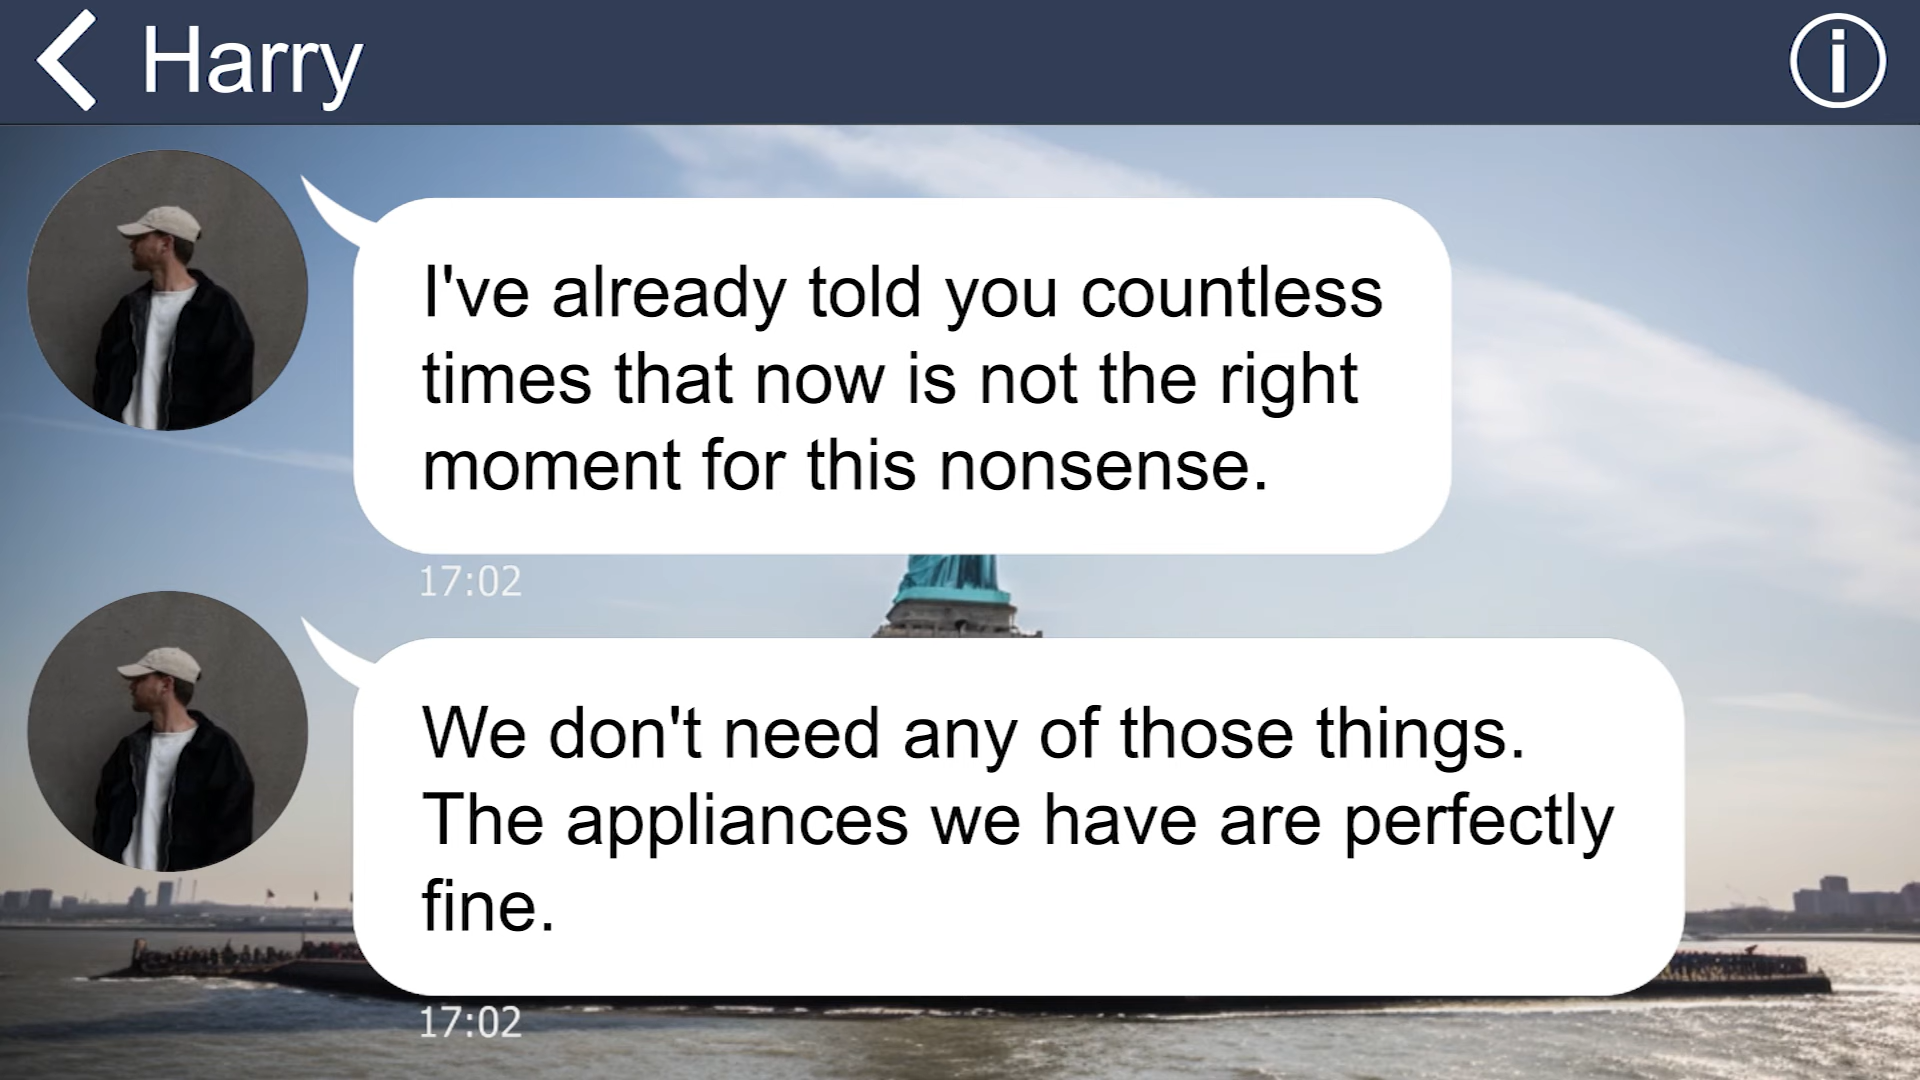 Harry
I've already told you countless
times that now is not the right
moment for this nonsense.
17:02
We don't need any of those things.
The appliances we have are perfectly
fine.
17:02